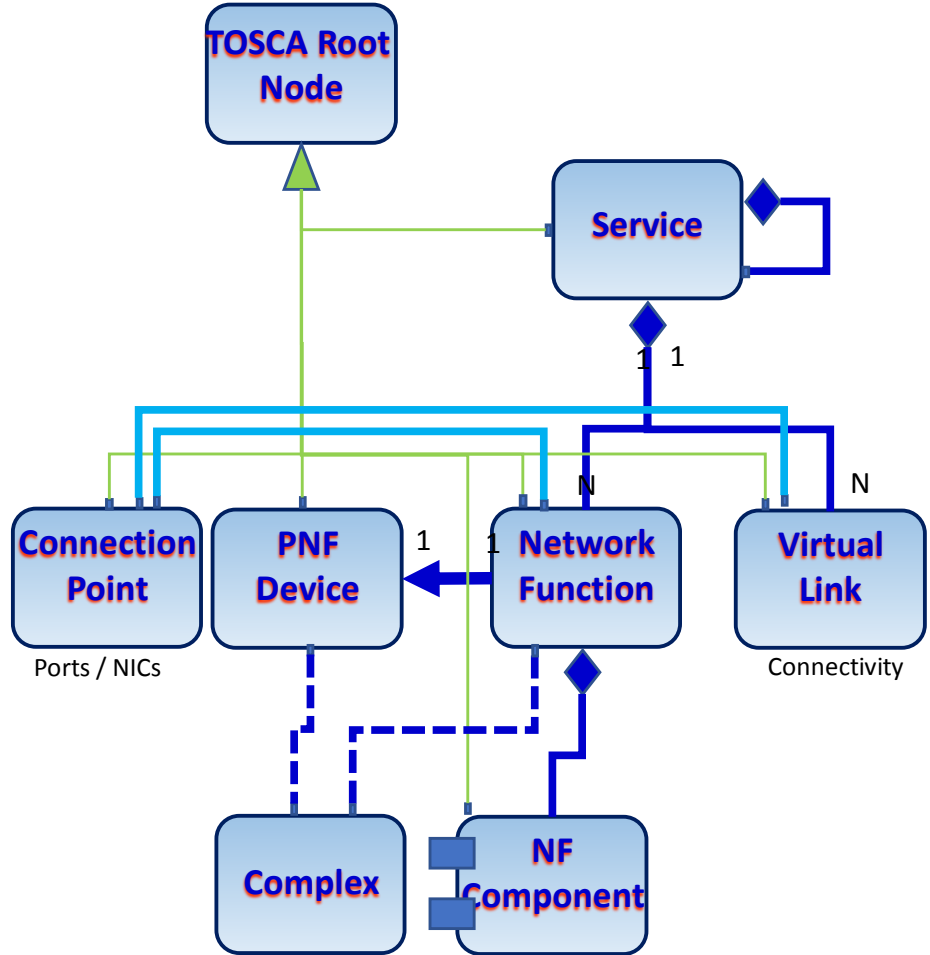 TOSCA Root
Node
Service
1
1
N
N
Connection
Point
PNF
Device
1
1
Network
Function
Virtual
Link
Ports / NICs
Connectivity
Complex
NF
Component